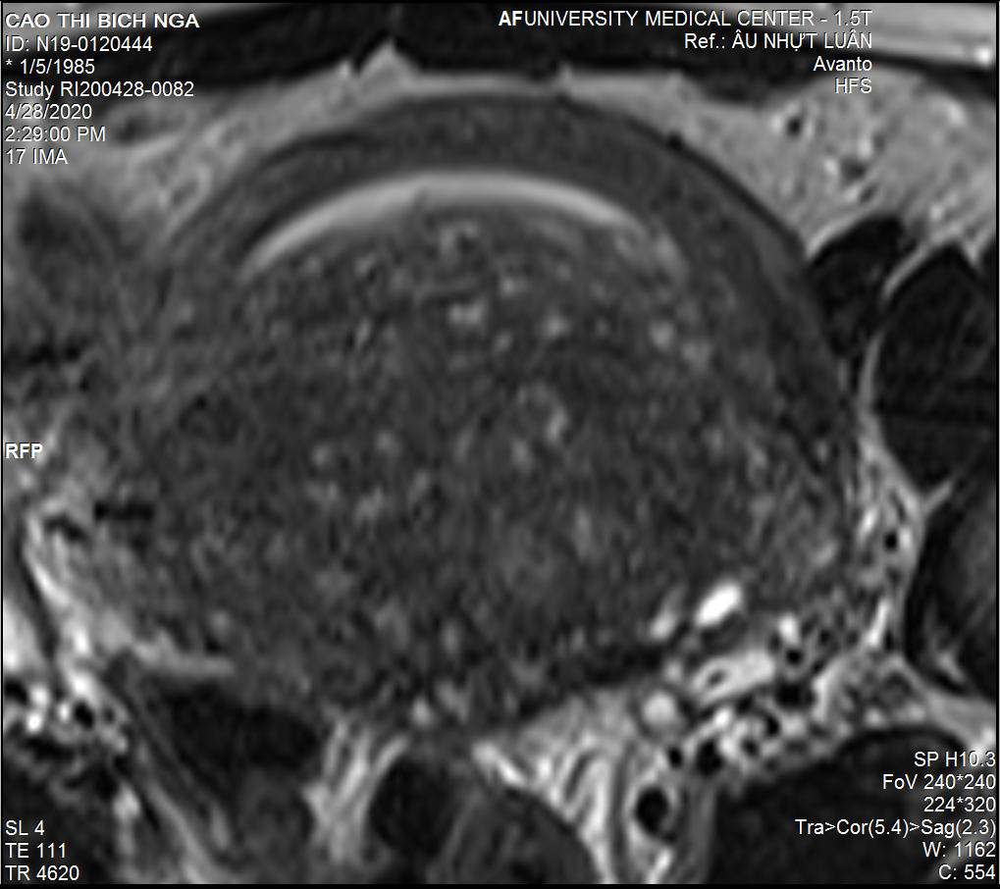 CAO THI BICH NGA
ID: N19-0120444
* 1/5/1985
Study RI200428-0082
4/28/2020
2:29:00 PM
17 IMA
AFUNIVERSITY MEDICAL CENTER - 1.5T
Ref.: ÂU NHỰT LUÂN
Avanto
HFS
RFP
SL 4
TE 111
TR 4620
SP H10.3
FoV 240*240
224*320
Tra>Cor(5.4)>Sag(2.3)
W: 1162
C: 554